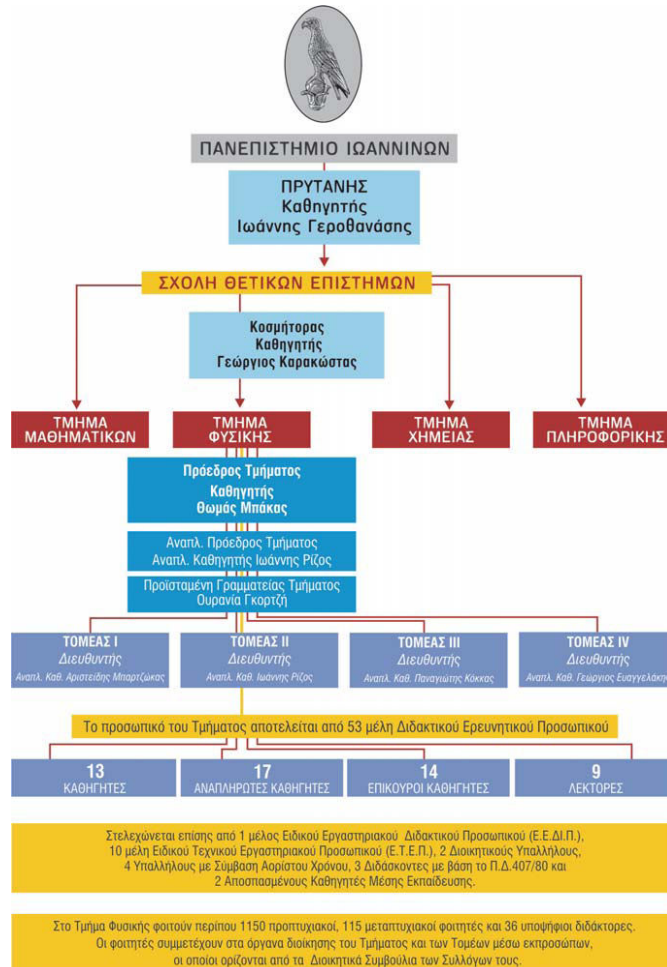 ΠΑΝΕΠΙΣΤΗΜΙΟ ΙΩΑΝΝΙΝΩΝ
ΠΡΥΤΑΝΗΣ
Καθηγητής
Ιωάννης Γεροθανάσης
ΣΧΟΛΗ ΘΕΤΙΚΩΝ ΕΠΙΣΤΗΜΩΝ
Κοσμήτορας
Καθηγητής
Γεώργιος Καρακώστας
ΤΜΗΜΑ
ΜΑΘΗΜΑΤΙΚΩΝ
ΤΜΗΜΑ
ΦΥΣΙΚΗΣ
ΤΜΗΜΑ
ΧΗΜΕΙΑΣ
ΤΜΗΜΑ
ΠΛΗΡΟΦΟΡΙΚΗΣ
Πρόεδρος Τμήματος
Καθηγητής
Θωμάς Μπάκας
Αναπλ. Πρόεδρος Τμήματος
Αναπλ. Καθηγητής Ιωάννης Ρίζος
Προϊσταμένη Γραμματείας Τμήματος
Ουρανία Γκορτζή
ΤΟΜΕΑΣ Ι
Διευθυντής
Αναπλ. Καθ. Αριστείδης Μπαρτζώκας
ΤΟΜΕΑΣ ΙΙ
Διευθυντής
Αναπλ. Καθ. Ιωάννης Ρίζος
ΤΟΜΕΑΣ ΙΙΙ
Διευθυντής
Αναπλ. Καθ. Παναγιώτης Κόκκας
ΤΟΜΕΑΣ IV
Διευθυντής
Αναπλ. Καθ. Γεώργιος Ευαγγελάκης
Το προσωπικό του Τμήματος αποτελείται από 53 μέλη Διδακτικού Ερευνητικού Προσωπικού
13
ΚΑΘΗΓΗΤΕΣ
17
ΑΝΑΠΛΗΡΩΤΕΣ ΚΑΘΗΓΗΤΕΣ
14
ΕΠΙΚΟΥΡΟΙ ΚΑΘΗΓΗΤΕΣ
9
ΛΕΚΤΟΡΕΣ
Στελεχώνεται επίσης από 1 μέλος Ειδικού Εργαστηριακού Διδακτικού Προσωπικού (Ε.Ε.ΔΙ.Π.),
10 μέλη Ειδικού Τεχνικού Εργαστηριακού Προσωπικού (Ε.Τ.Ε.Π.), 2 Διοικητικούς Υπαλλήλους,
4 Υπαλλήλους με Σύμβαση Αορίστου Χρόνου, 3 Διδάσκοντες με βάση το Π.Δ.407/80 και
2 Αποσπασμένους Καθηγητές Μέσης Εκπαίδευσης.
Στο Τμήμα Φυσικής φοιτούν περίπου 1150 προπτυχιακοί, 115 μεταπτυχιακοί φοιτητές και 36 υποψήφιοι διδάκτορες.
Οι φοιτητές συμμετέχουν στα όργανα διοίκησης του Τμήματος και των Τομέων μέσω εκπροσώπων,
οι οποίοι ορίζονται από τα Διοικητικά Συμβούλια των Συλλόγων τους.